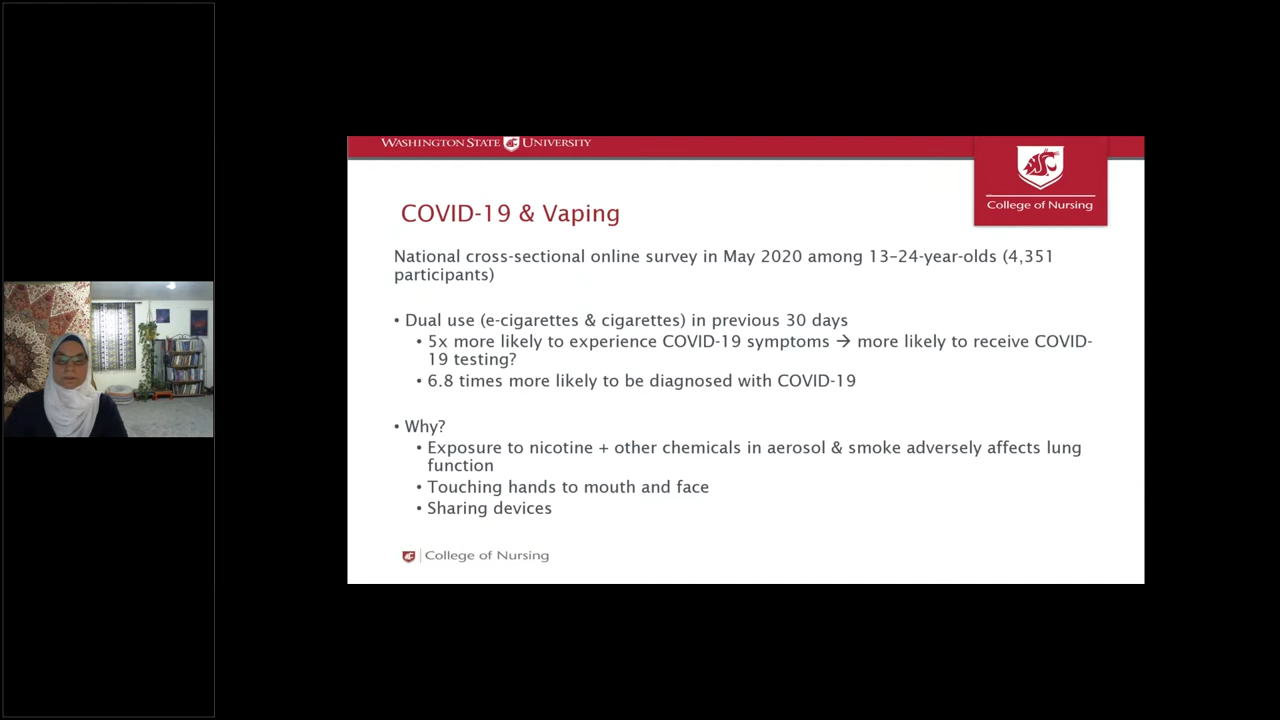 WASHINGTON STATE UNIVERSITY
College of Nursing
COVID-19 & Vaping
National cross-sectional online survey in May 2020 among 13–24-year-olds (4,351
participants)
• Dual use (e-cigarettes & cigarettes) in previous 30 days
• 5x more likely to experience COVID-19 symptoms → more likely to receive COVID-
19 testing?
• 6.8 times more likely to be diagnosed with COVID-19
• Why?
• Exposure to nicotine + other chemicals in aerosol & smoke adversely affects lung
function
• Touching hands to mouth and face
• Sharing devices
College of Nursing